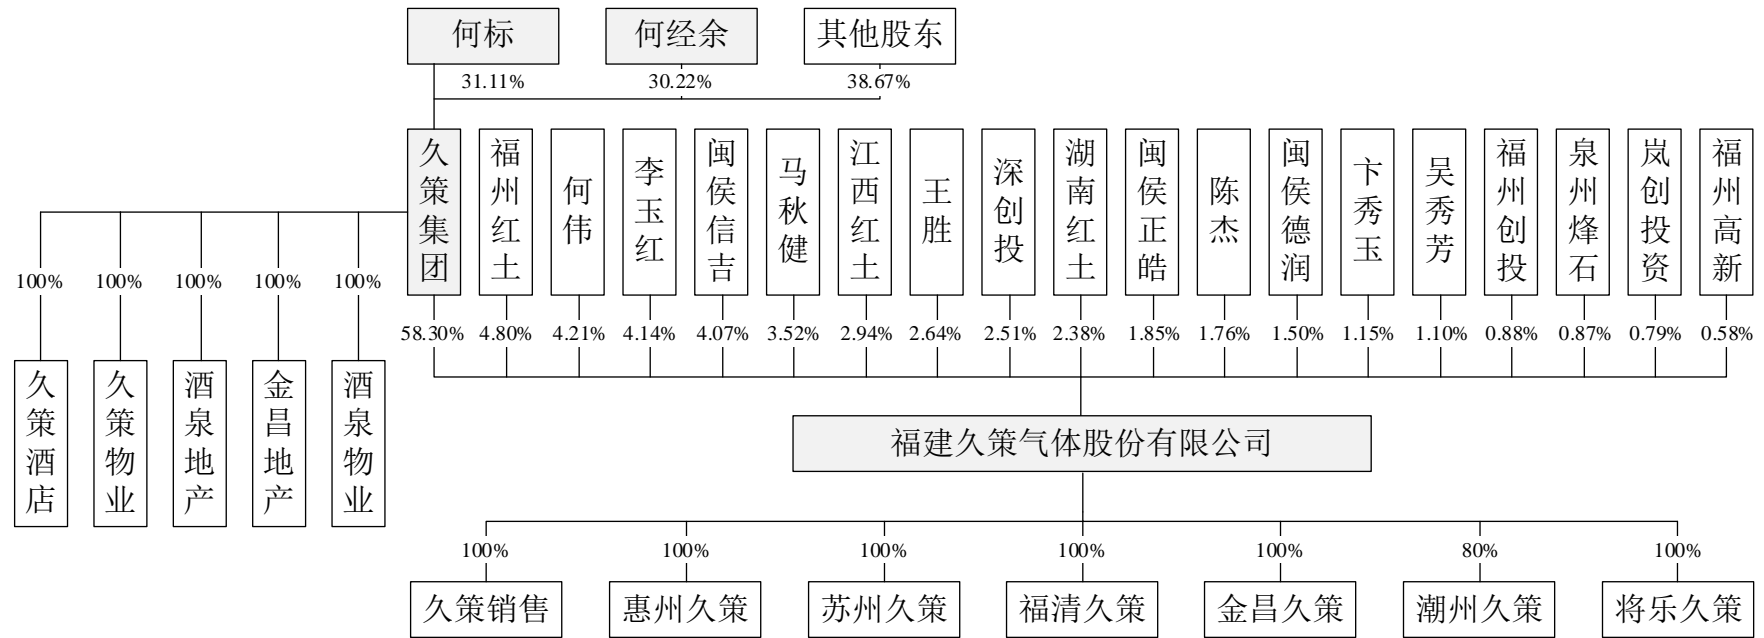 何标
何经余
其他股东
31.11%
30.22%
38.67%
久策集团
福州红土
何伟
李玉红
闽侯信吉
马秋健
江西红土
王胜
深创投
湖南红土
闽侯正皓
陈杰
闽侯德润
卞秀玉
吴秀芳
福州创投
泉州烽石
岚创投资
福州高新
100%
100%
100%
100%
100%
58.30%
4.80%
4.21%
4.14%
4.07%
3.52%
2.94%
2.64%
2.51%
2.38%
1.85%
1.76%
1.50%
1.15%
1.10%
0.88%
0.87%
0.79%
0.58%
久策酒店
久策物业
酒泉地产
金昌地产
酒泉物业
福建久策气体股份有限公司
100%
100%
100%
100%
100%
80%
100%
久策销售
惠州久策
苏州久策
福清久策
金昌久策
潮州久策
将乐久策